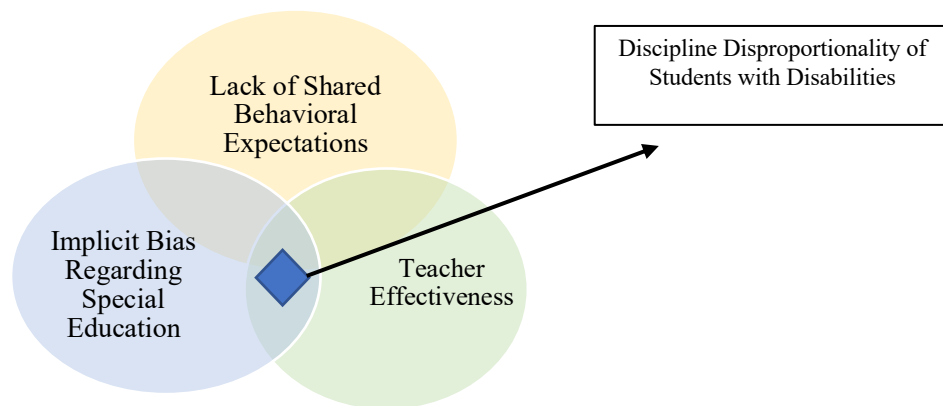 Lack of Shared
Behavioral
Expectations
Discipline Disproportionality of
Students with Disabilities
Implicit Bias
Regarding
Special
Education
Teacher
Effectiveness